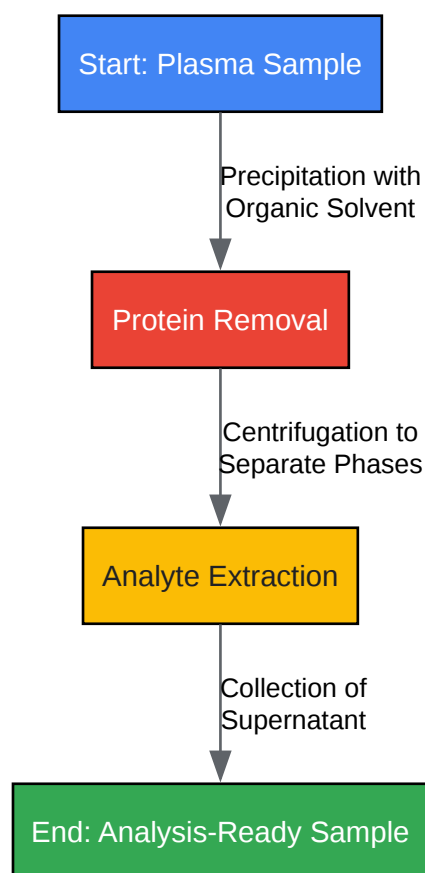 Start: Plasma Sample
Precipitation with
Organic Solvent
Protein Removal
Centrifugation to
Separate Phases
Analyte Extraction
Collection of
Supernatant
End: Analysis-Ready Sample